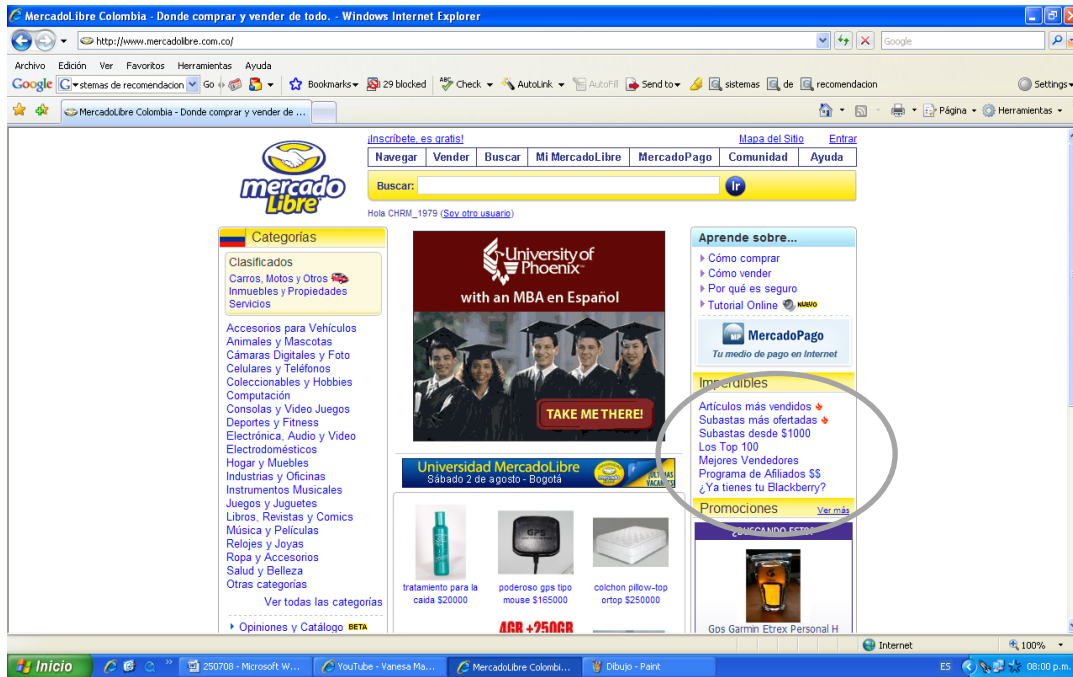 MercadoLibre Colombia - Donde comprar y vender de todo. - Windows Internet Explorer
http://www.mercadolibre.com.co/
Google
Archivo Edición Ver Favoritos Herramientas Ayuda
Google G stemas de recomendacion Go Bookmarks 29 blocked Check AutoLink AutoFill Send to sistemas de recomendacion Settings
MercadoLibre Colombia - Donde comprar y vender de ... Página Herramientas
¡Inscríbete, es gratis! Mapa del Sitio Entrar
mercado
Libre
Navegar Vender Buscar Mi MercadoLibre MercadoPago Comunidad Ayuda
Buscar: Ir
Hola CHRM_1979 (Soy otro usuario)
Categorías
Clasificados
Carros, Motos y Otros
Inmuebles y Propiedades
Servicios
Accesorios para Vehículos
Animales y Mascotas
Cámaras Digitales y Foto
Celulares y Teléfonos
Coleccionables y Hobbies
Computación
Consolas y Video Juegos
Deportes y Fitness
Electrónica, Audio y Video
Electrodomésticos
Hogar y Muebles
Industrias y Oficinas
Instrumentos Musicales
Juegos y Juguetes
Libros, Revistas y Comics
Música y Películas
Relojes y Joyas
Ropa y Accesorios
Salud y Belleza
Otras categorías
Ver todas las categorías
Opiniones y Catálogo BETA
University of
Phoenix
with an MBA en Español
TAKE ME THERE!
Universidad MercadoLibre
Sábado 2 de agosto - Bogotá
ÚLTIMAS
VACANTES!
GPS
tratamiento para la
caida $20000
poderoso gps tipo
mouse $165000
colchon pillow-top
ortop $250000
4GB +250GB
Aprende sobre...
Cómo comprar
Cómo vender
Por qué es seguro
Tutorial Online NUEVO
MP MercadoPago
Tu medio de pago en Internet
Imperdibles
Artículos más vendidos
Subastas más ofertadas
Subastas desde $1000
Los Top 100
Mejores Vendedores
Programa de Afiliados $$
¿Ya tienes tu Blackberry?
Promociones Ver más
¿BUSCANDO ESTO?
Gps Garmin Etrex Personal H
Internet 100%
Inicio 250708 - Microsoft W... YouTube - Vanesa Ma... MercadoLibre Colombi... Dibujo - Paint ES 08:00 p.m.